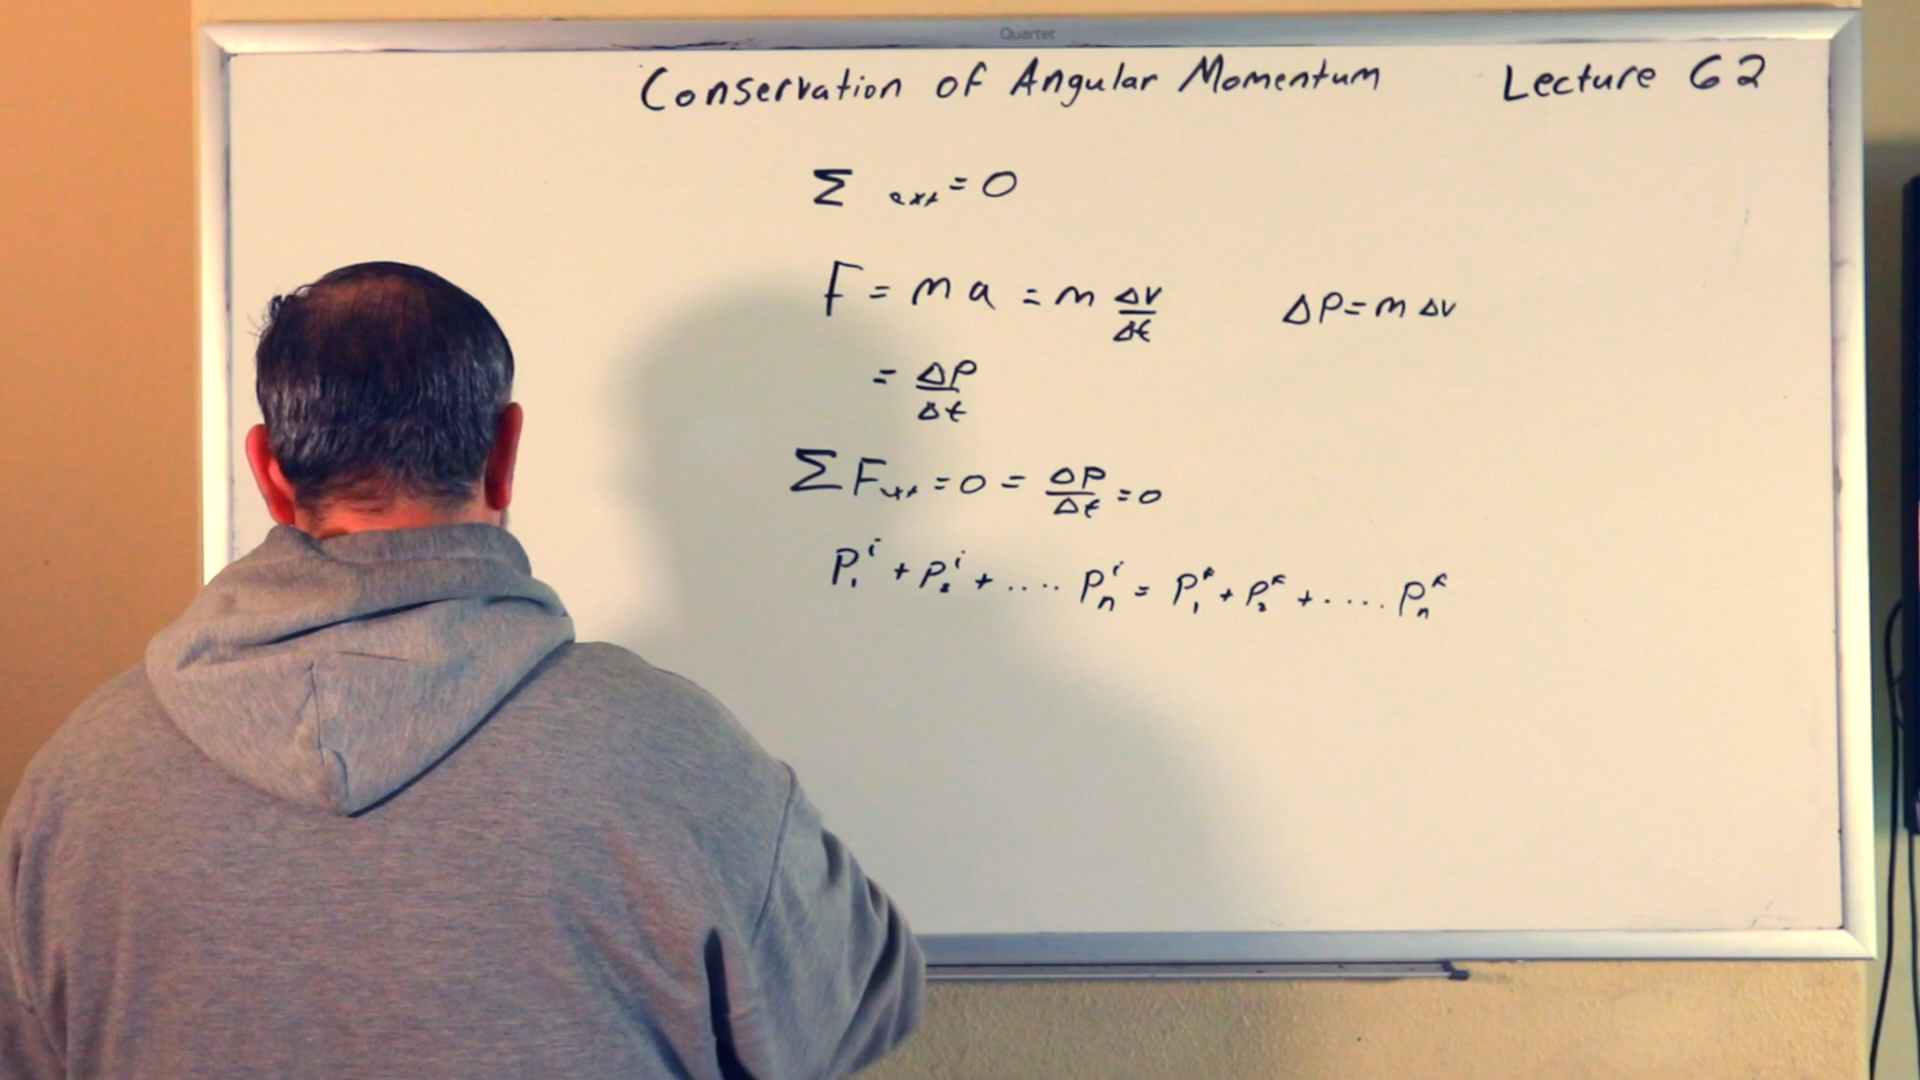 Quartet
Conservation of Angular Momentum Lecture 62
Σ ext = 0
F = m a = m Δv/Δt ΔP = m Δv
= ΔP/Δt
Σ F ext = 0 = ΔP/Δt = 0
P₁ⁱ + P₂ⁱ + .... Pₙⁱ = P₁ᶠ + P₂ᶠ + .... Pₙᶠ